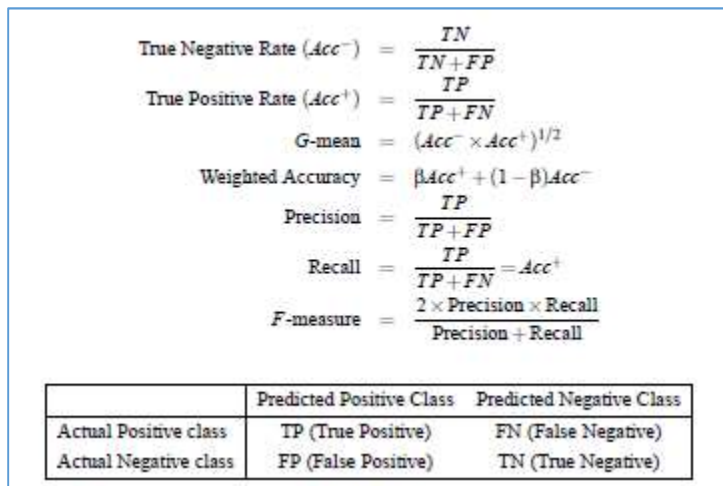 True Negative Rate (Acc⁻) = TN / (TN + FP)
True Positive Rate (Acc⁺) = TP / (TP + FN)
G-mean = (Acc⁻ × Acc⁺)^1/2
Weighted Accuracy = βAcc⁺ + (1 − β)Acc⁻
Precision = TP / (TP + FP)
Recall = TP / (TP + FN) = Acc⁺
F-measure = 2 × Precision × Recall / (Precision + Recall)
Predicted Positive Class Predicted Negative Class
Actual Positive class TP (True Positive) FN (False Negative)
Actual Negative class FP (False Positive) TN (True Negative)